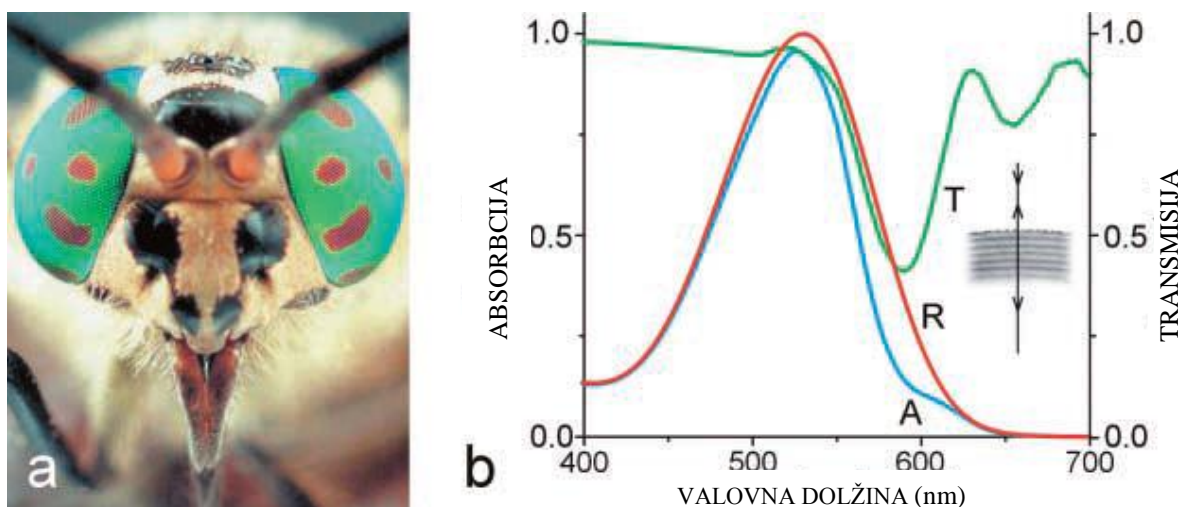 a
b
ABSORBCIJA
1.0
0.5
0.0
TRANSMISIJA
1.0
0.5
0.0
T
R
A
400
500
600
700
VALOVNA DOLŽINA (nm)